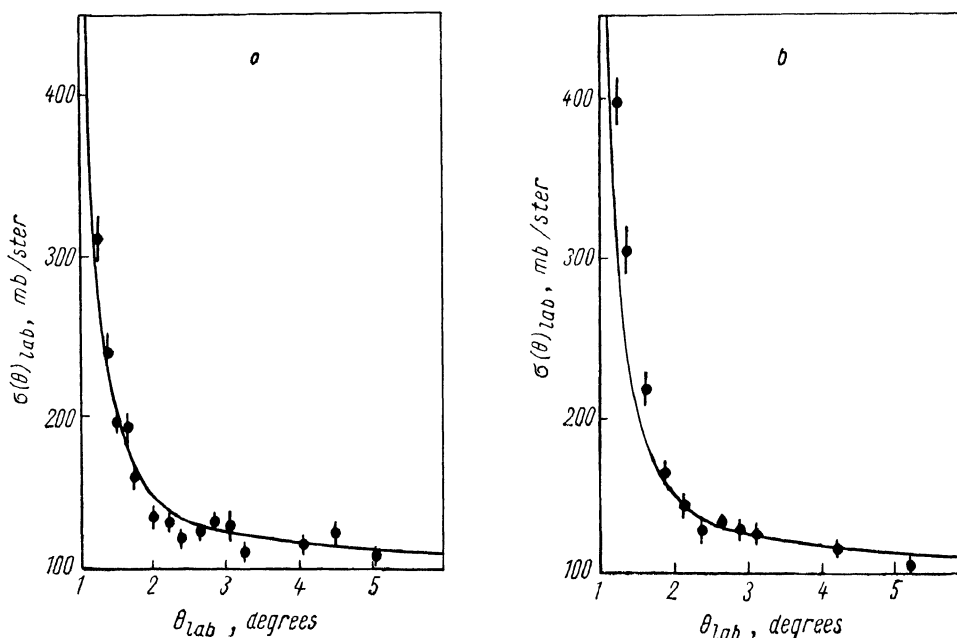 a
400
300
200
100
σ(θ)lab, mb/ster
1 2 3 4 5
θlab, degrees
b
400
300
200
100
σ(θ)lab, mb/ster
1 2 3 4 5
θlab, degrees